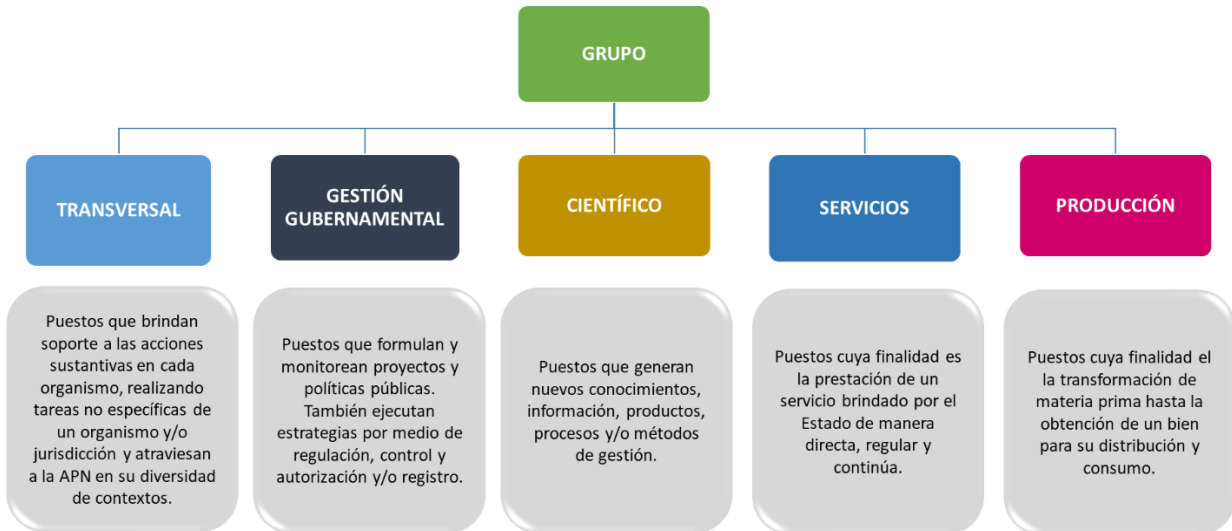 GRUPO
TRANSVERSAL
GESTIÓN
GUBERNAMENTAL
CIENTÍFICO
SERVICIOS
PRODUCCIÓN
Puestos que brindan
soporte a las acciones
sustantivas en cada
organismo, realizando
tareas no específicas de
un organismo y/o
jurisdicción y atraviesan
a la APN en su diversidad
de contextos.
Puestos que formulan y
monitorean proyectos y
políticas públicas.
También ejecutan
estrategias por medio de
regulación, control y
autorización y/o registro.
Puestos que generan
nuevos conocimientos,
información, productos,
procesos y/o métodos
de gestión.
Puestos cuya finalidad es
la prestación de un
servicio brindado por el
Estado de manera
directa, regular y
continúa.
Puestos cuya finalidad el
la transformación de
materia prima hasta la
obtención de un bien
para su distribución y
consumo.